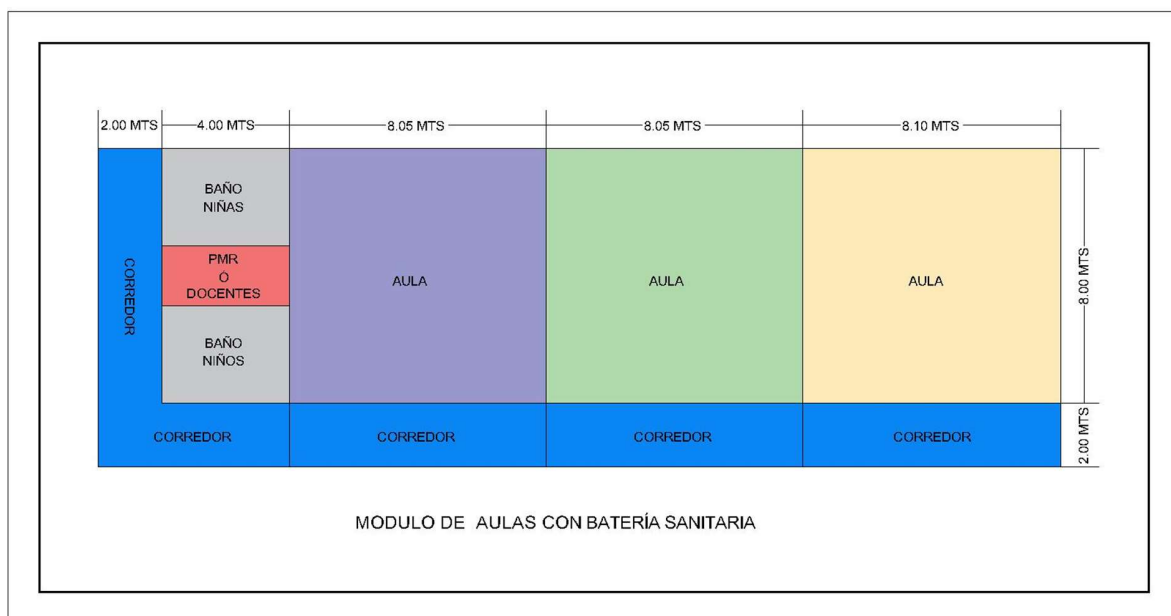 2.00 MTS
4.00 MTS
8.05 MTS
8.05 MTS
8.10 MTS
BAÑO
NIÑAS
PMR
Ó
DOCENTES
BAÑO
NIÑOS
CORREDOR
AULA
AULA
AULA
8.00 MTS
CORREDOR
CORREDOR
CORREDOR
CORREDOR
2.00 MTS
MODULO DE AULAS CON BATERÍA SANITARIA